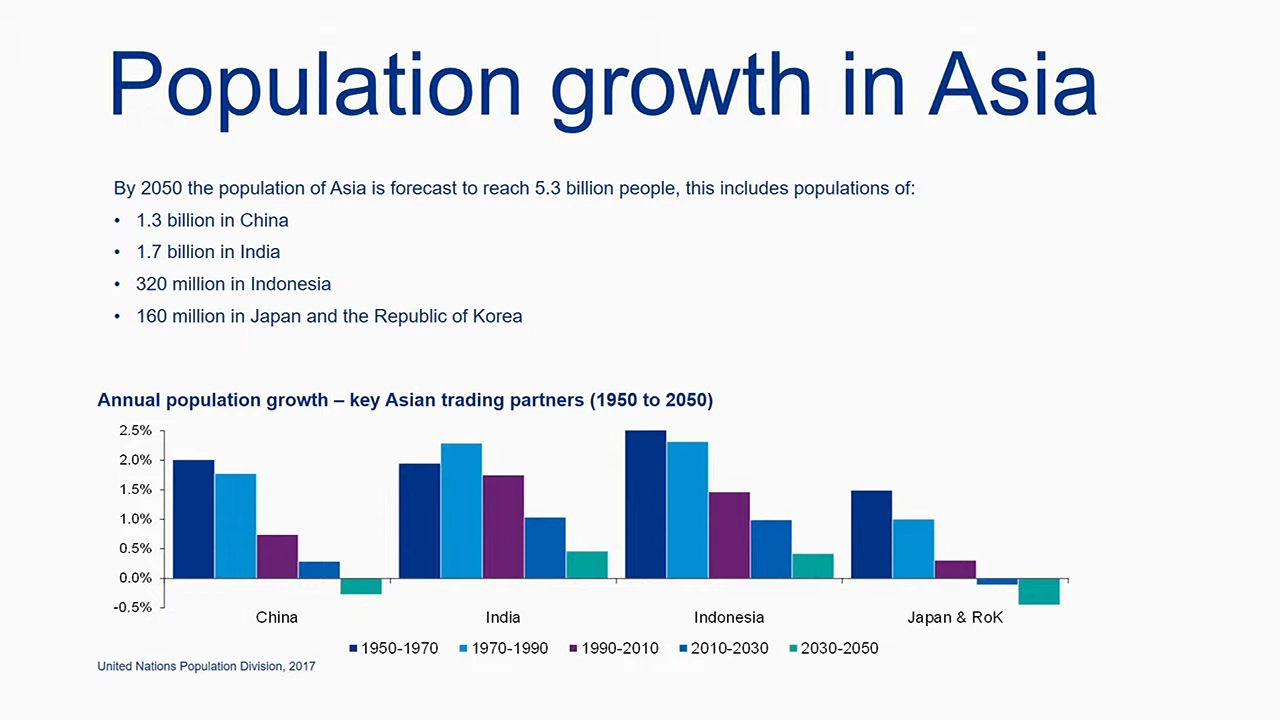 Population growth in Asia
By 2050 the population of Asia is forecast to reach 5.3 billion people, this includes populations of:
• 1.3 billion in China
• 1.7 billion in India
• 320 million in Indonesia
• 160 million in Japan and the Republic of Korea
Annual population growth – key Asian trading partners (1950 to 2050)
2.5%
2.0%
1.5%
1.0%
0.5%
0.0%
-0.5%
China India Indonesia Japan & RoK
1950-1970 1970-1990 1990-2010 2010-2030 2030-2050
United Nations Population Division, 2017